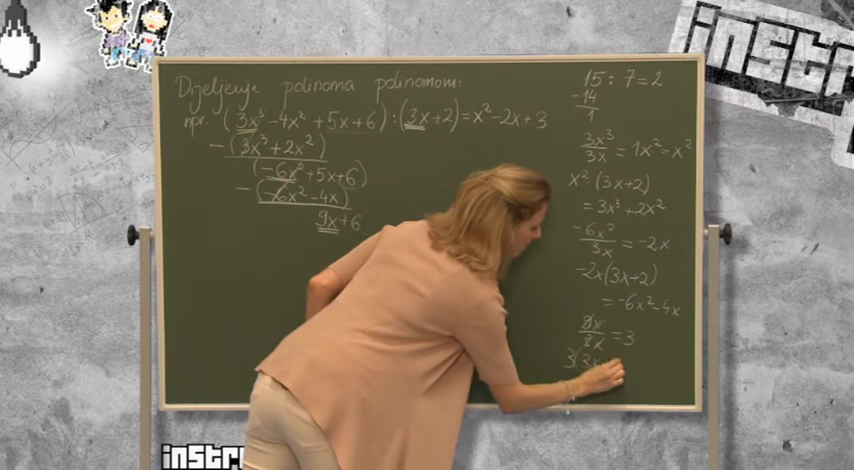 Dijeljenje polinoma polinomom:
npr. (3x³ - 4x² + 5x + 6) : (3x + 2) = x² - 2x + 3
- (3x³ + 2x²)
(-6x² + 5x + 6)
- (-6x² - 4x)
9x + 6
15 : 7 = 2
-14
1
3x³
3x = 1x² = x²
x² · (3x + 2)
= 3x³ + 2x²
-6x²
3x = -2x
-2x(3x + 2)
= -6x² - 4x
9x
3x = 3
3(3x